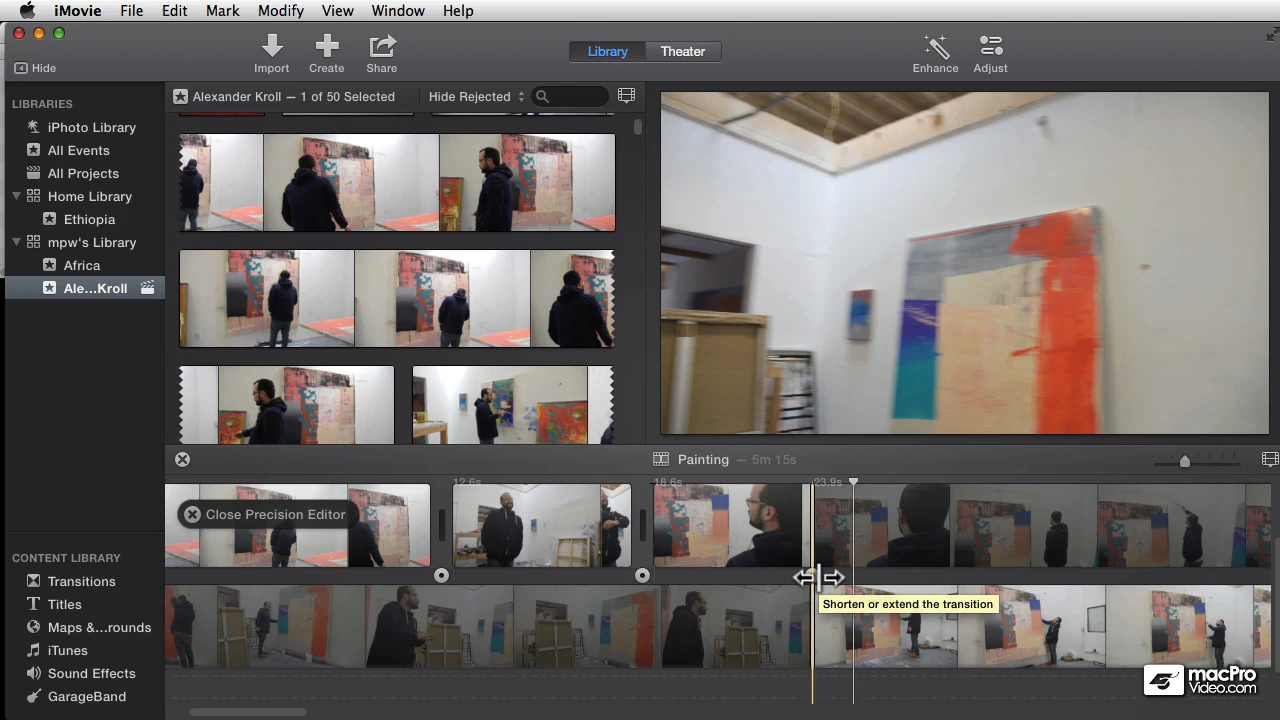 iMovie File Edit Mark Modify View Window Help
Hide
Import Create Share
Library Theater
Enhance Adjust
LIBRARIES
iPhoto Library
All Events
All Projects
Home Library
Ethiopia
mpw's Library
Africa
Ale...Kroll
Alexander Kroll — 1 of 50 Selected Hide Rejected
Painting — 5m 15s
12.6s 18.6s 23.9s
Close Precision Editor
Shorten or extend the transition
CONTENT LIBRARY
Transitions
Titles
Maps &...rounds
iTunes
Sound Effects
GarageBand
macPro
Video.com